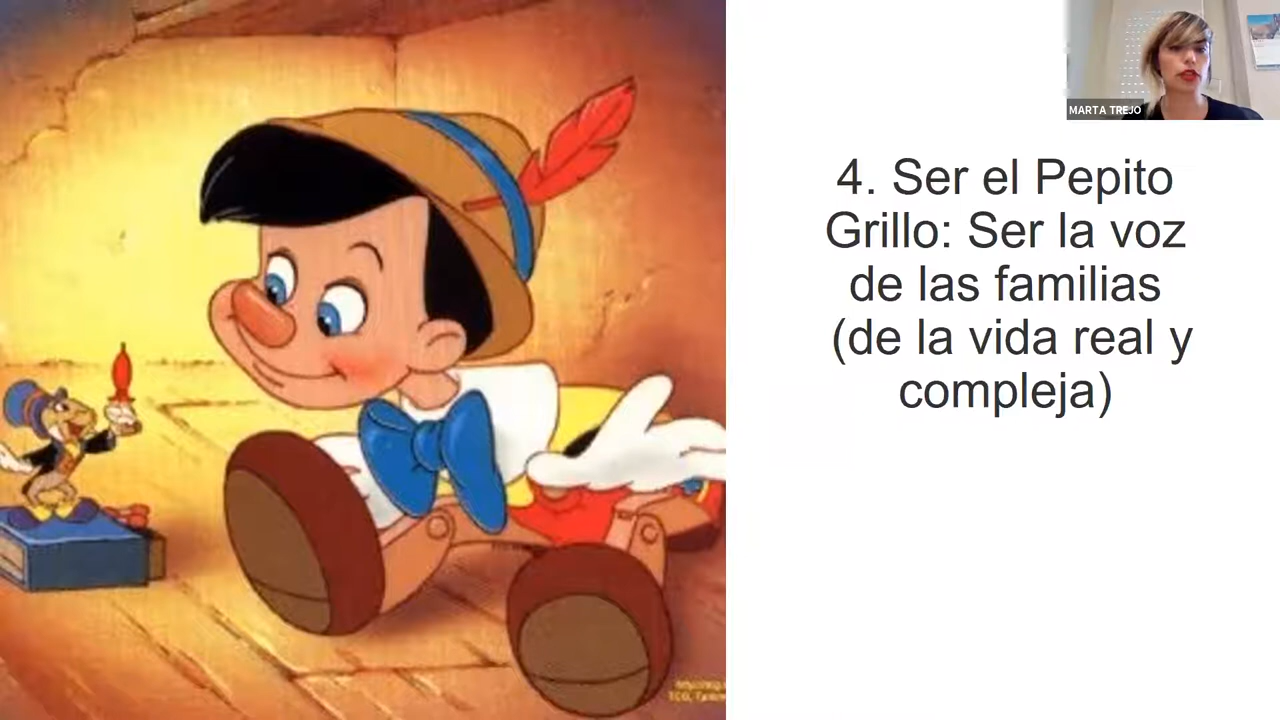 MARTA TREJO
4. Ser el Pepito
Grillo: Ser la voz
de las familias
(de la vida real y
compleja)